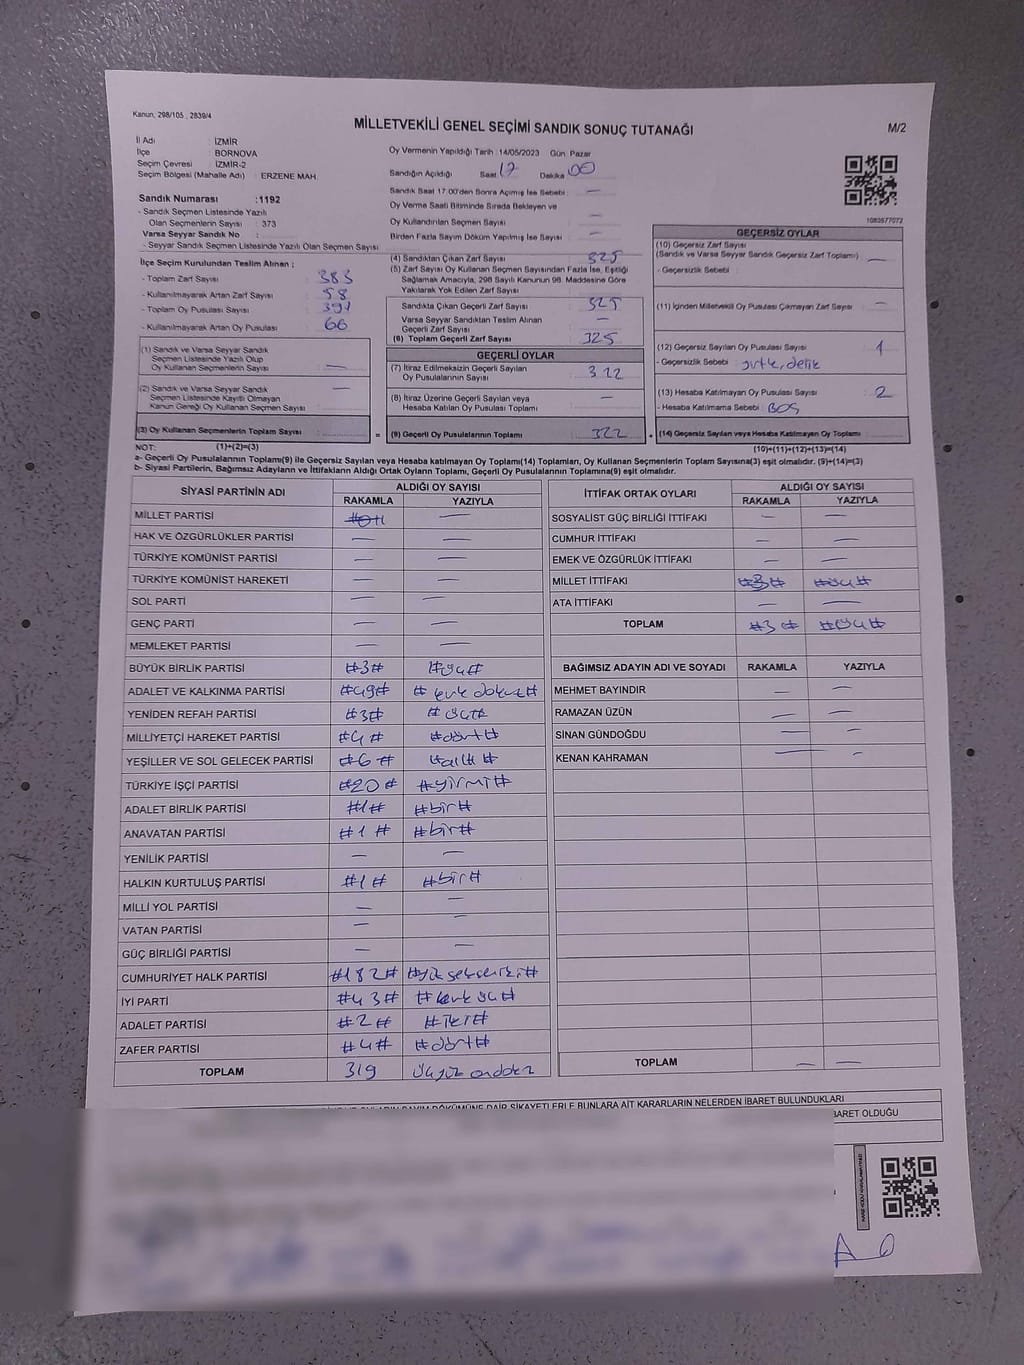 Kanun; 298/105 , 2839/4
MİLLETVEKİLİ GENEL SEÇİMİ SANDIK SONUÇ TUTANAĞI
M/2
İl Adı : İZMİR
İlçe BORNOVA
Seçim Çevresi : İZMİR-2
Seçim Bölgesi (Mahalle Adı) : ERZENE MAH.
Oy Vermenin Yapıldığı Tarih : 14/05/2023 Gün: Pazar
Sandığın Açıldığı Saat 17 Dakika 00
Sandık Saat 17:00'den Sonra Açılmış İse Sebebi : —
Oy Verme Saati Bitiminde Sırada Bekleyen ve
Oy Kullandırılan Seçmen Sayısı —
Birden Fazla Sayım Döküm Yapılmış İse Sayısı —
Sandık Numarası : 1192
- Sandık Seçmen Listesinde Yazılı
Olan Seçmenlerin Sayısı : 373
Varsa Seyyar Sandık No :
- Seyyar Sandık Seçmen Listesinde Yazılı Olan Seçmen Sayısı
İlçe Seçim Kurulundan Teslim Alınan ;
- Toplam Zarf Sayısı : 383
- Kullanılmayarak Artan Zarf Sayısı : 58
- Toplam Oy Pusulası Sayısı : 391
- Kullanılmayarak Artan Oy Pusulası : 66
(1) Sandık ve Varsa Seyyar Sandık
Seçmen Listesinde Yazılı Olup
Oy Kullanan Seçmenlerin Sayısı : —
(2) Sandık ve Varsa Seyyar Sandık —
Seçmen Listesinde Kayıtlı Olmayan
Kanun Gereği Oy Kullanan Seçmen Sayısı :
(3) Oy Kullanan Seçmenlerin Toplam Sayısı =
(4) Sandıktan Çıkan Zarf Sayısı : 325
(5) Zarf Sayısı Oy Kullanan Seçmen Sayısından Fazla İse, Eşitliği
Sağlamak Amacıyla, 298 Sayılı Kanunun 98. Maddesine Göre
Yakılarak Yok Edilen Zarf Sayısı :
Sandıkta Çıkan Geçerli Zarf Sayısı : 325
Varsa Seyyar Sandıktan Teslim Alınan —
Geçerli Zarf Sayısı
(6) Toplam Geçerli Zarf Sayısı : 325
GEÇERLİ OYLAR
(7) İtiraz Edilmeksizin Geçerli Sayılan
Oy Pusulalarının Sayısı : 322
(8) İtiraz Üzerine Geçerli Sayılan veya —
Hesaba Katılan Oy Pusulası Toplamı
(9) Geçerli Oy Pusulalarının Toplamı : 322 +
1083577072
GEÇERSİZ OYLAR
(10) Geçersiz Zarf Sayısı
(Sandık ve Varsa Seyyar Sandık Geçersiz Zarf Toplamı) —
- Geçersizlik Sebebi :
(11) İçinden Milletvekili Oy Pusulası Çıkmayan Zarf Sayısı —
(12) Geçersiz Sayılan Oy Pusulası Sayısı 1
- Geçersizlik Sebebi : yırtık, delik
(13) Hesaba Katılmayan Oy Pusulası Sayısı 2
- Hesaba Katılmama Sebebi : BOŞ
(14) Geçersiz Sayılan veya Hesaba Katılmayan Oy Toplamı :
NOT: (1)+(2)=(3) (10)+(11)+(12)+(13)=(14)
a- Geçerli Oy Pusulalarının Toplamı(9) ile Geçersiz Sayılan veya Hesaba katılmayan Oy Toplamı(14) Toplamları, Oy Kullanan Seçmenlerin Toplam Sayısına(3) eşit olmalıdır. (9)+(14)=(3)
b- Siyasi Partilerin, Bağımsız Adayların ve İttifakların Aldığı Ortak Oyların Toplamı, Geçerli Oy Pusulalarının Toplamına(9) eşit olmalıdır.
SİYASİ PARTİNİN ADI ALDIĞI OY SAYISI
RAKAMLA YAZIYLA
MİLLET PARTİSİ —
HAK VE ÖZGÜRLÜKLER PARTİSİ — —
TÜRKİYE KOMÜNİST PARTİSİ — —
TÜRKİYE KOMÜNİST HAREKETİ — —
SOL PARTİ — —
GENÇ PARTİ — —
MEMLEKET PARTİSİ — —
BÜYÜK BİRLİK PARTİSİ #3# #üç#
ADALET VE KALKINMA PARTİSİ #49# #kırk dokuz#
YENİDEN REFAH PARTİSİ #3# #üç#
MİLLİYETÇİ HAREKET PARTİSİ #4# #dört#
YEŞİLLER VE SOL GELECEK PARTİSİ #6# #altı#
TÜRKİYE İŞÇİ PARTİSİ #20# #yirmi#
ADALET BİRLİK PARTİSİ #1# #bir#
ANAVATAN PARTİSİ #1# #bir#
YENİLİK PARTİSİ — —
HALKIN KURTULUŞ PARTİSİ #1# #bir#
MİLLİ YOL PARTİSİ — —
VATAN PARTİSİ — —
GÜÇ BİRLİĞİ PARTİSİ — —
CUMHURİYET HALK PARTİSİ #182# #yüz seksen iki#
İYİ PARTİ #43# #kırk üç#
ADALET PARTİSİ #2# #iki#
ZAFER PARTİSİ #4# #dört#
TOPLAM 319 üçyüz ondokuz
İTTİFAK ORTAK OYLARI ALDIĞI OY SAYISI
RAKAMLA YAZIYLA
SOSYALİST GÜÇ BİRLİĞİ İTTİFAKI — —
CUMHUR İTTİFAKI — —
EMEK VE ÖZGÜRLÜK İTTİFAKI — —
MİLLET İTTİFAKI #3# #üç#
ATA İTTİFAKI — —
TOPLAM #3# #üç#
BAĞIMSIZ ADAYIN ADI VE SOYADI RAKAMLA YAZIYLA
MEHMET BAYINDIR — —
RAMAZAN ÜZÜN — —
SİNAN GÜNDOĞDU — —
KENAN KAHRAMAN — —
TOPLAM — —
SAYIM DÖKÜMÜNE DAİR ŞİKAYETLERLE BUNLARA AİT KARARLARIN NELERDEN İBARET BULUNDUKLARI
İBARET OLDUĞU